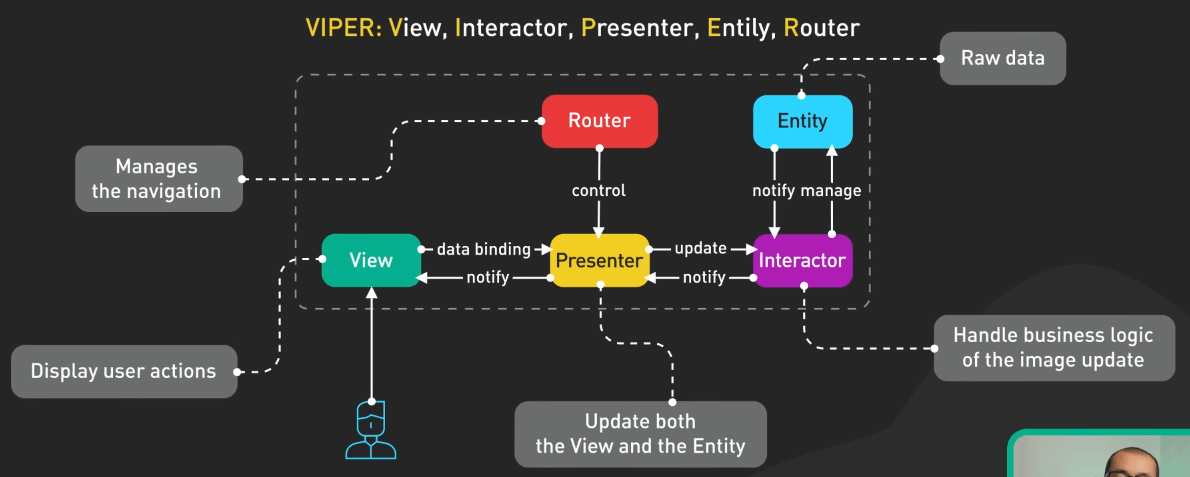 VIPER: View, Interactor, Presenter, Entily, Router
Raw data
Router
Entity
Manages
the navigation
control
notify manage
View
data binding
notify
Presenter
update
notify
Interactor
Display user actions
Handle business logic
of the image update
Update both
the View and the Entity